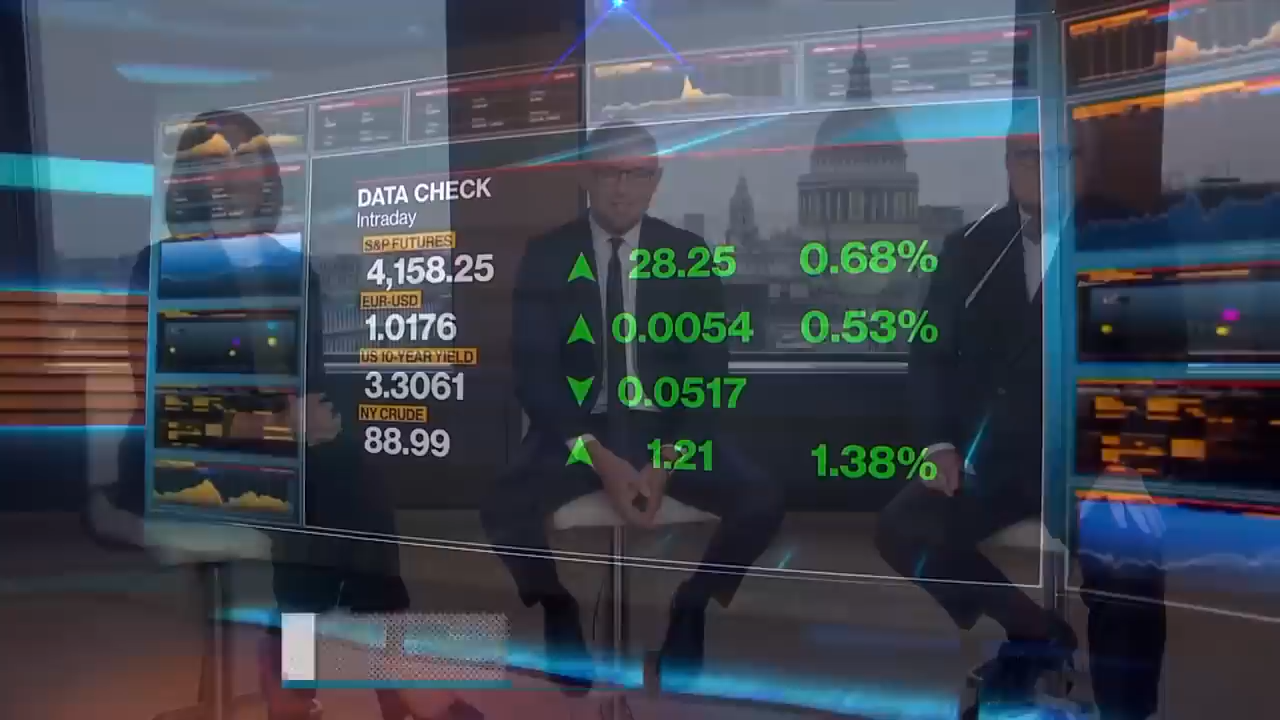 DATA CHECK
Intraday
S&P FUTURES
4,158.25 28.25 0.68%
EUR-USD
1.0176 0.0054 0.53%
US 10-YEAR YIELD
3.3061 0.0517
NY CRUDE
88.99 1.21 1.38%